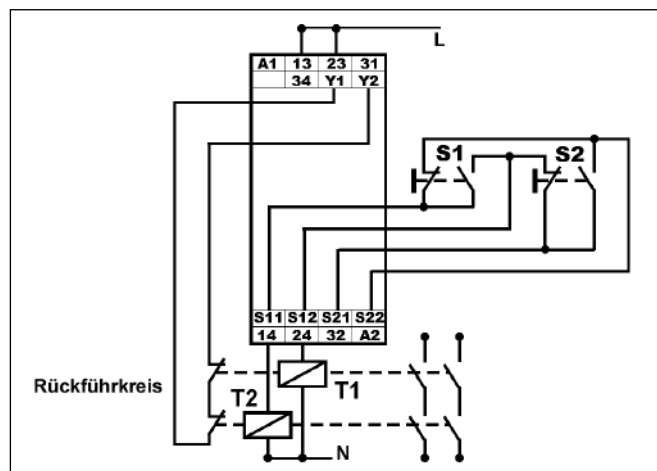 L
A1 13 23 31
34 Y1 Y2
S1 S2
S11 S12 S21 S22
14 24 32 A2
T1
Rückführkreis
T2
N